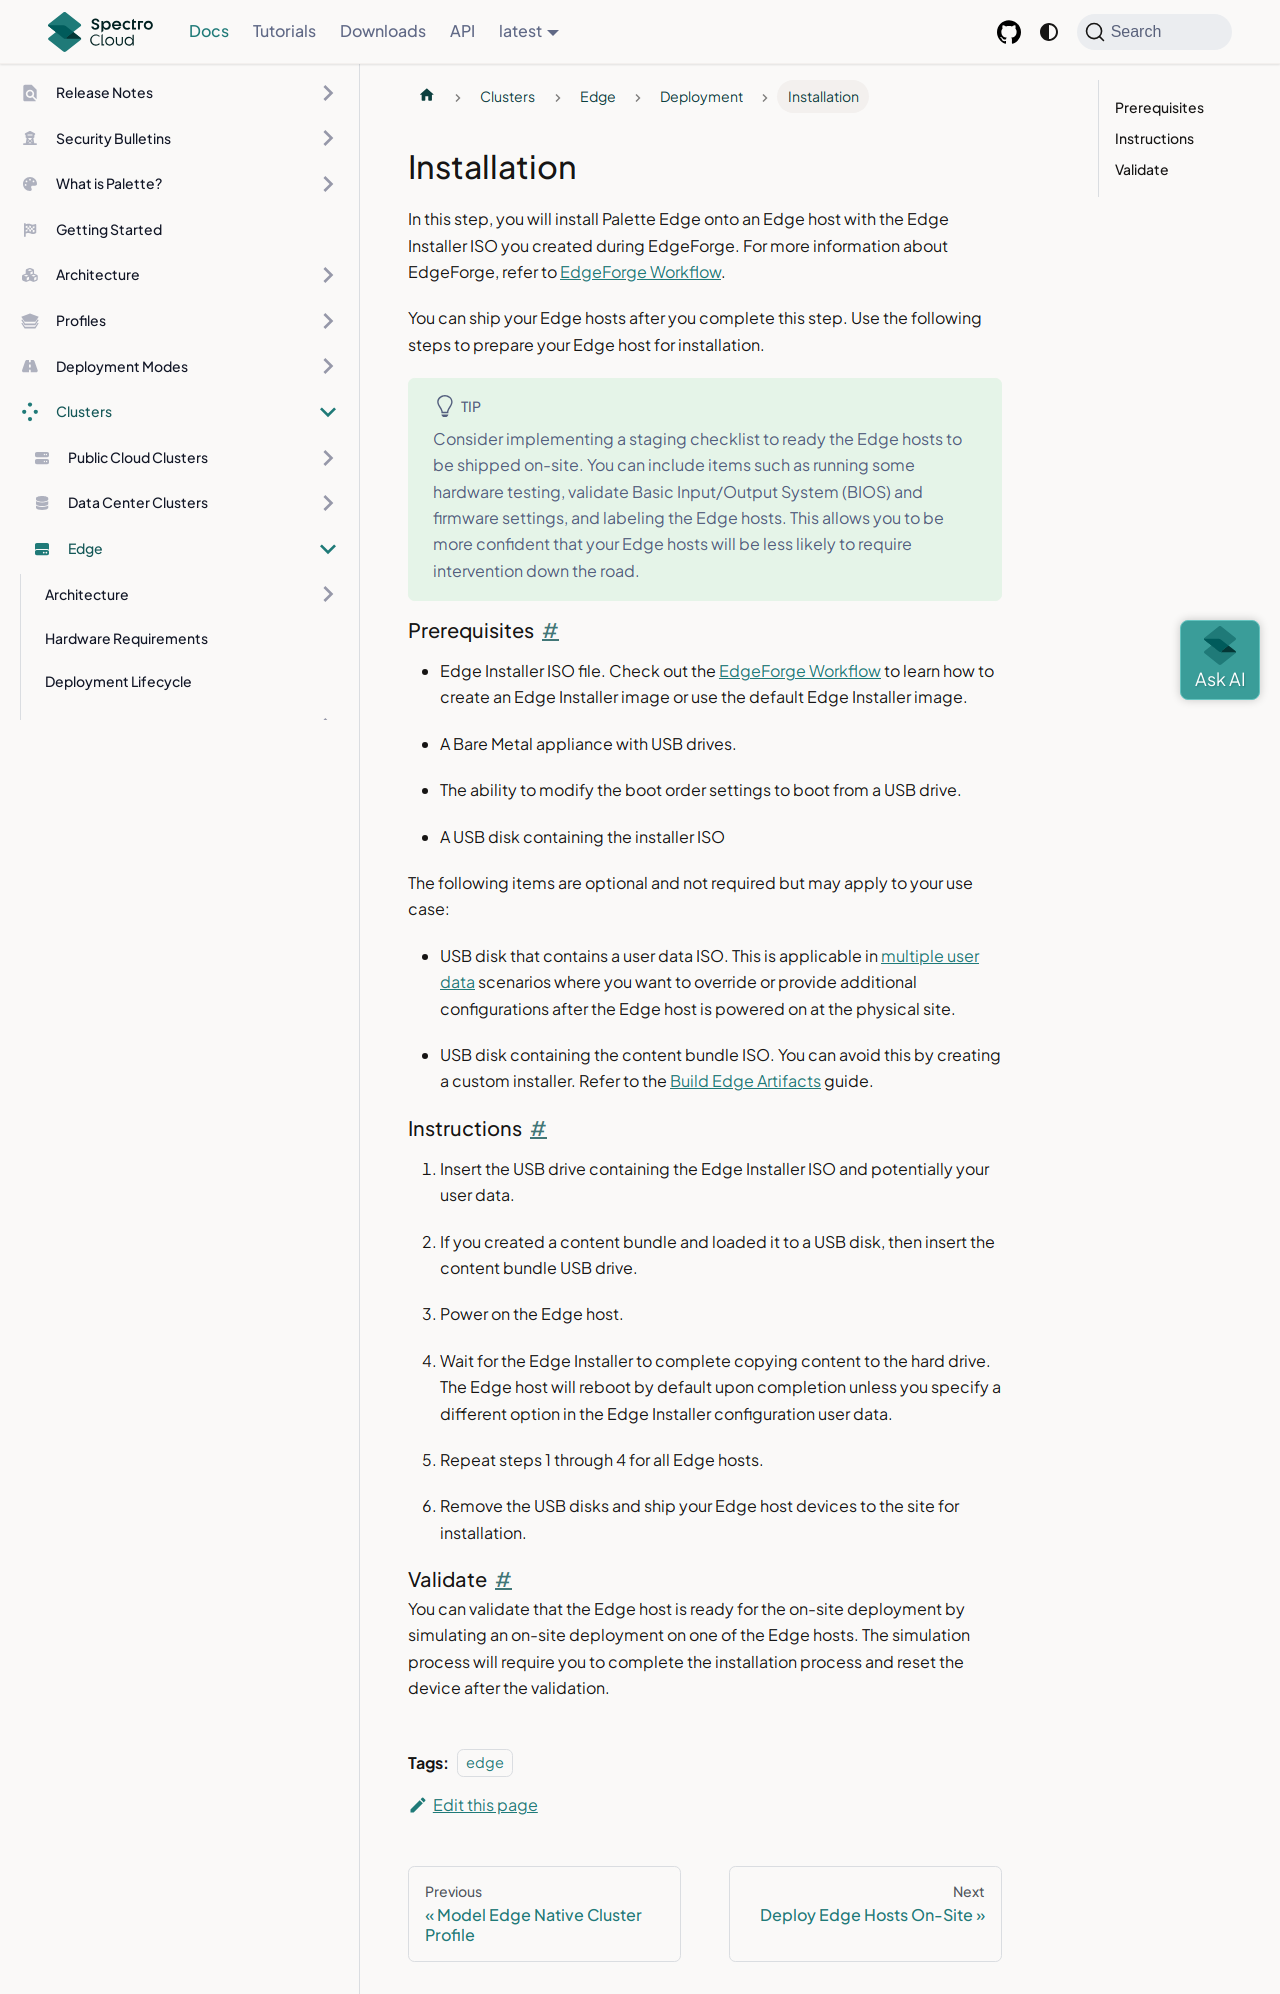 Spectro
Cloud
Docs
Tutorials
Downloads
API
latest
Search
Release Notes
Security Bulletins
What is Palette?
Getting Started
Architecture
Profiles
Deployment Modes
Clusters
Public Cloud Clusters
Data Center Clusters
Edge
Architecture
Hardware Requirements
Deployment Lifecycle
Clusters
Edge
Deployment
Installation
Installation
In this step, you will install Palette Edge onto an Edge host with the Edge
Installer ISO you created during EdgeForge. For more information about
EdgeForge, refer to EdgeForge Workflow.
You can ship your Edge hosts after you complete this step. Use the following
steps to prepare your Edge host for installation.
TIP
Consider implementing a staging checklist to ready the Edge hosts to
be shipped on-site. You can include items such as running some
hardware testing, validate Basic Input/Output System (BIOS) and
firmware settings, and labeling the Edge hosts. This allows you to be
more confident that your Edge hosts will be less likely to require
intervention down the road.
Prerequisites #
• Edge Installer ISO file. Check out the EdgeForge Workflow to learn how to
create an Edge Installer image or use the default Edge Installer image.
• A Bare Metal appliance with USB drives.
• The ability to modify the boot order settings to boot from a USB drive.
• A USB disk containing the installer ISO
The following items are optional and not required but may apply to your use
case:
• USB disk that contains a user data ISO. This is applicable in multiple user
data scenarios where you want to override or provide additional
configurations after the Edge host is powered on at the physical site.
• USB disk containing the content bundle ISO. You can avoid this by creating
a custom installer. Refer to the Build Edge Artifacts guide.
Instructions #
1. Insert the USB drive containing the Edge Installer ISO and potentially your
user data.
2. If you created a content bundle and loaded it to a USB disk, then insert the
content bundle USB drive.
3. Power on the Edge host.
4. Wait for the Edge Installer to complete copying content to the hard drive.
The Edge host will reboot by default upon completion unless you specify a
different option in the Edge Installer configuration user data.
5. Repeat steps 1 through 4 for all Edge hosts.
6. Remove the USB disks and ship your Edge host devices to the site for
installation.
Validate #
You can validate that the Edge host is ready for the on-site deployment by
simulating an on-site deployment on one of the Edge hosts. The simulation
process will require you to complete the installation process and reset the
device after the validation.
Tags: edge
Edit this page
Previous
« Model Edge Native Cluster
Profile
Next
Deploy Edge Hosts On-Site »
Prerequisites
Instructions
Validate
Ask AI